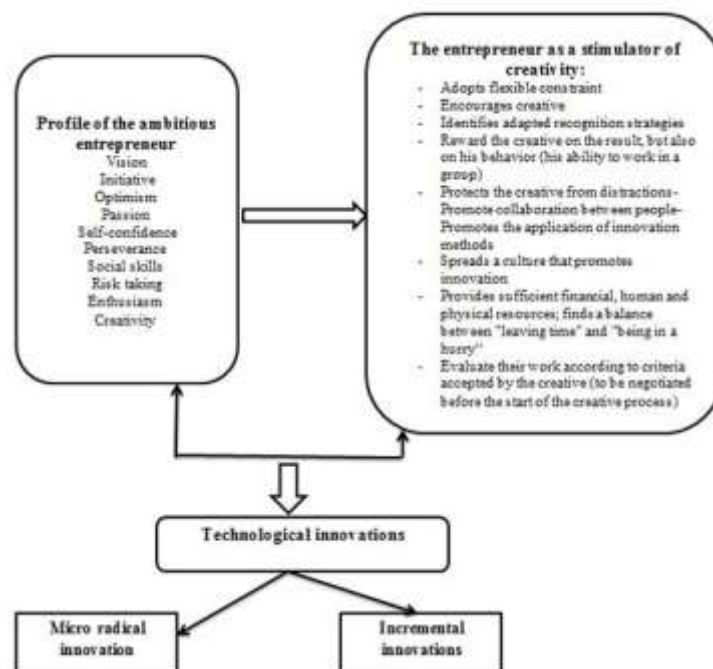 Profile of the ambitious
entrepreneur
Vision
Initiative
Optimism
Passion
Self-confidence
Perseverance
Social skills
Risk taking
Enthusiasm
Creativity
The entrepreneur as a stimulator of
creativity:
- Adopts flexible constraint
- Encourages creative
- Identifies adapted recognition strategies
- Reward the creative on the result, but also
on his behavior (his ability to work in a
group)
- Protects the creative from distractions-
Promote collaboration between people-
Promotes the application of innovation
methods
- Spreads a culture that promotes
innovation
- Provides sufficient financial, human and
physical resources; finds a balance
between "leaving time" and "being in a
hurry"
- Evaluate their work according to criteria
accepted by the creative (to be negotiated
before the start of the creative process)
Technological innovations
Micro radical
innovation
Incremental
innovations